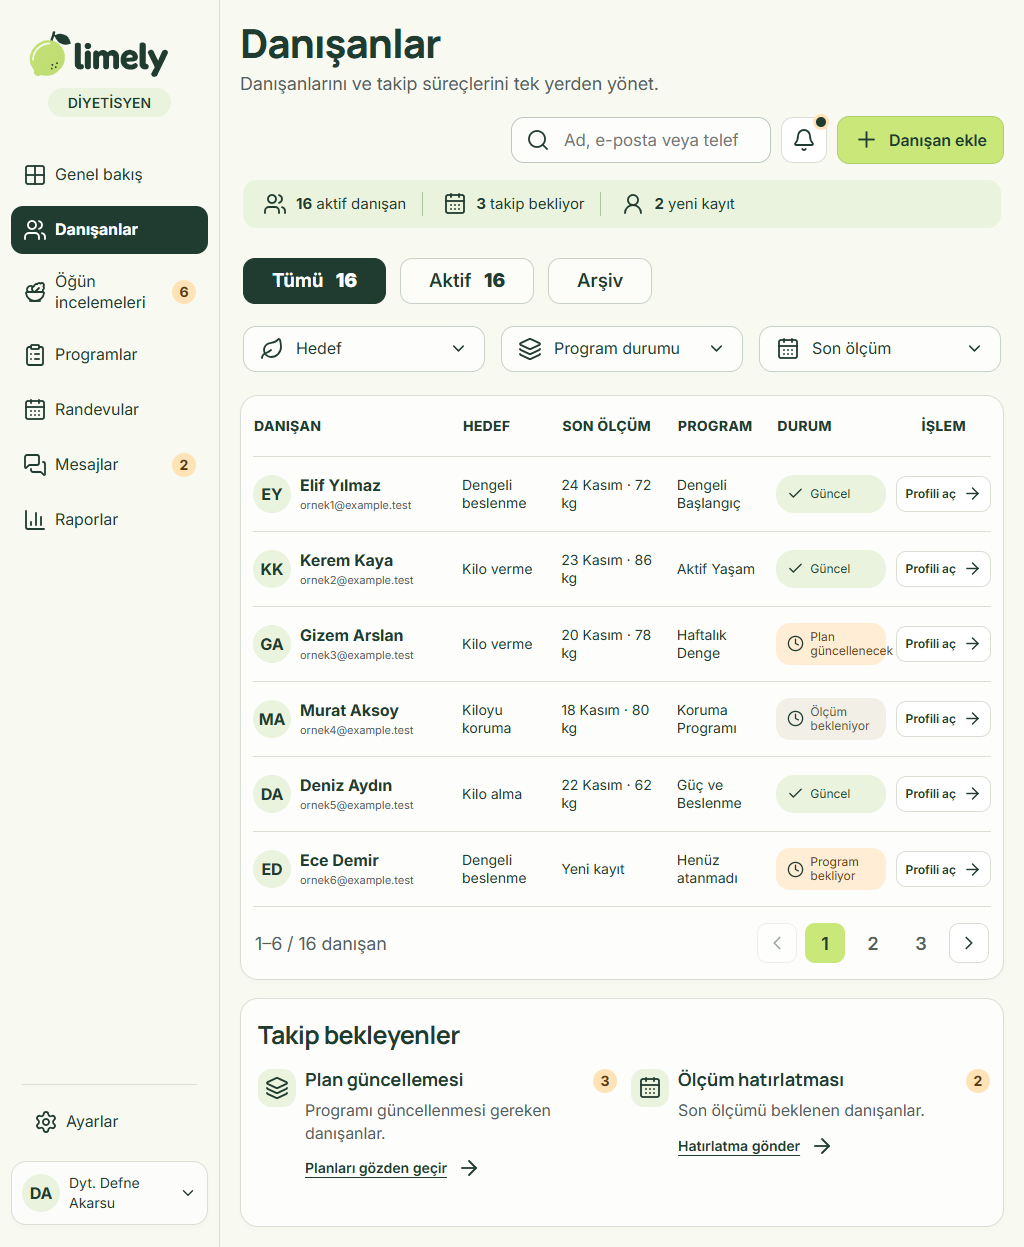 limely
DİYETİSYEN
Genel bakış
Danışanlar
Öğün
incelemeleri
6
Programlar
Randevular
Mesajlar
2
Raporlar
Ayarlar
DA
Dyt. Defne
Akarsu
Danışanlar
Danışanlarını ve takip süreçlerini tek yerden yönet.
Ad, e-posta veya telef
Danışan ekle
16 aktif danışan
3 takip bekliyor
2 yeni kayıt
Tümü 16
Aktif 16
Arşiv
Hedef
Program durumu
Son ölçüm
DANIŞAN HEDEF SON ÖLÇÜM PROGRAM DURUM İŞLEM
EY
Elif Yılmaz
ornek1@example.test
Dengeli
beslenme
24 Kasım · 72
kg
Dengeli
Başlangıç
Güncel
Profili aç
KK
Kerem Kaya
ornek2@example.test
Kilo verme
23 Kasım · 86
kg
Aktif Yaşam
Güncel
Profili aç
GA
Gizem Arslan
ornek3@example.test
Kilo verme
20 Kasım · 78
kg
Haftalık
Denge
Plan
güncellenecek
Profili aç
MA
Murat Aksoy
ornek4@example.test
Kiloyu
koruma
18 Kasım · 80
kg
Koruma
Programı
Ölçüm
bekleniyor
Profili aç
DA
Deniz Aydın
ornek5@example.test
Kilo alma
22 Kasım · 62
kg
Güç ve
Beslenme
Güncel
Profili aç
ED
Ece Demir
ornek6@example.test
Dengeli
beslenme
Yeni kayıt
Henüz
atanmadı
Program
bekliyor
Profili aç
1–6 / 16 danışan
1 2 3
Takip bekleyenler
Plan güncellemesi
3
Programı güncellenmesi gereken
danışanlar.
Planları gözden geçir
Ölçüm hatırlatması
2
Son ölçümü beklenen danışanlar.
Hatırlatma gönder